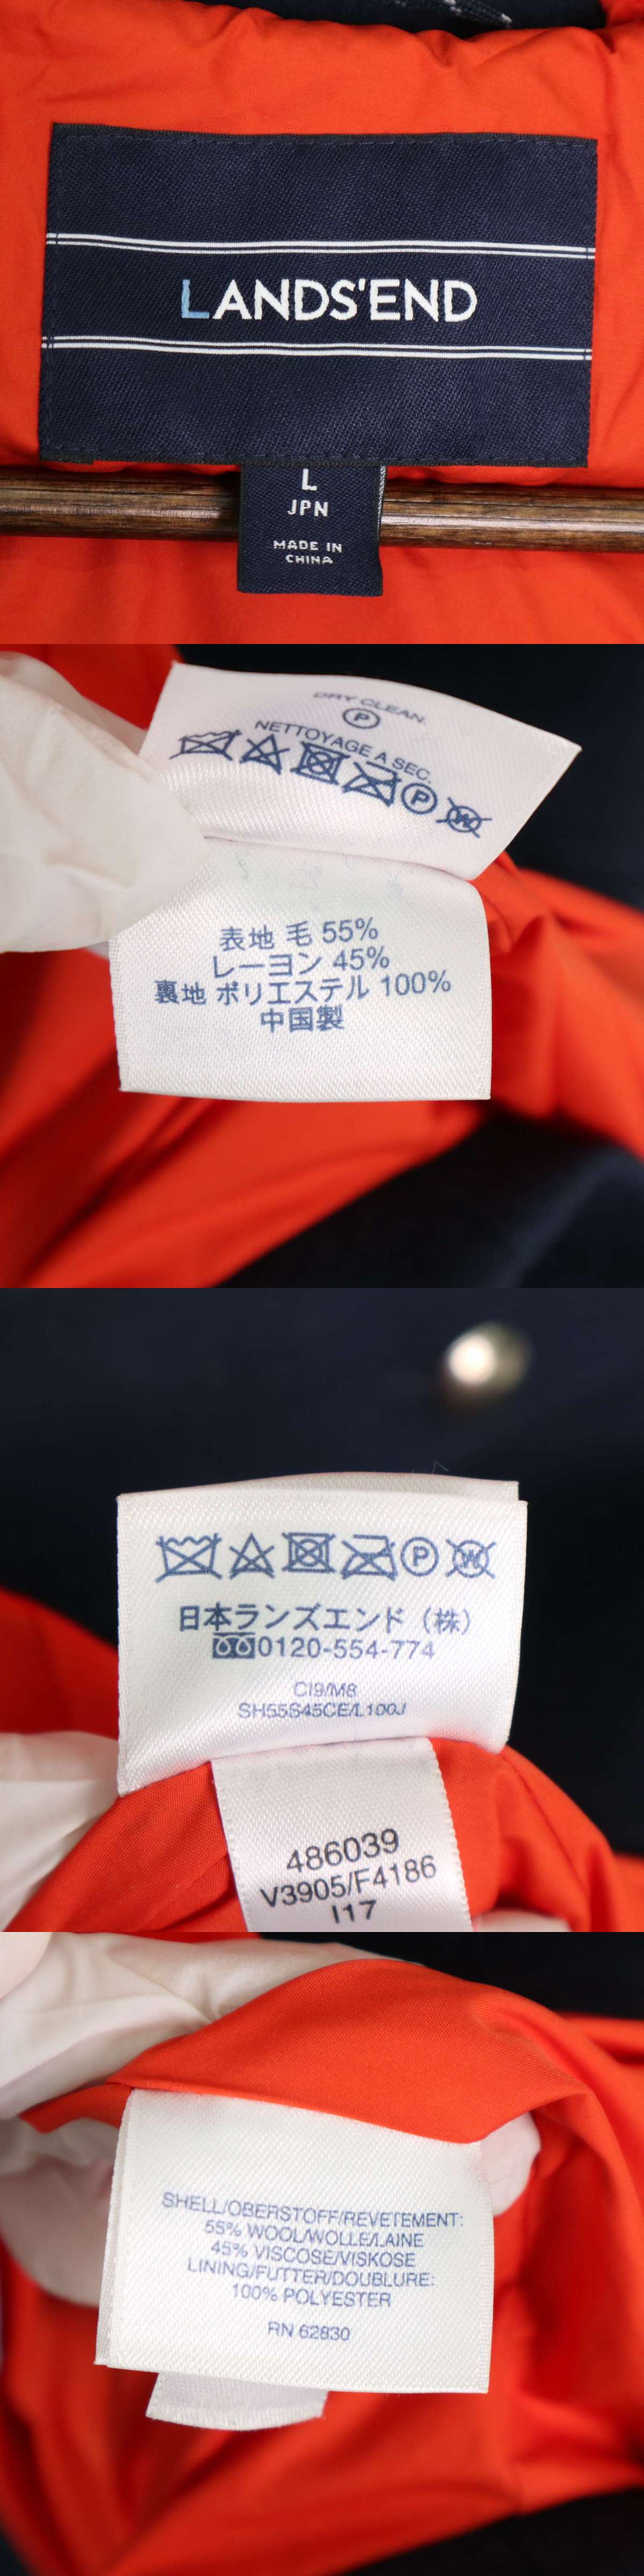 LANDS'END
L
JPN
MADE IN
CHINA
DRY CLEAN
P
NETTOYAGE A SEC.
P W
表地 毛 55%
レーヨン 45%
裏地 ポリエステル 100%
中国製
P W
日本ランズエンド（株）
0120-554-774
C19/M8
SH55S45CE/L100J
486039
V3905/F4186
I17
SHELL/OBERSTOFF/REVETEMENT:
55% WOOL/WOLLE/LAINE
45% VISCOSE/VISKOSE
LINING/FUTTER/DOUBLURE:
100% POLYESTER
RN 62830